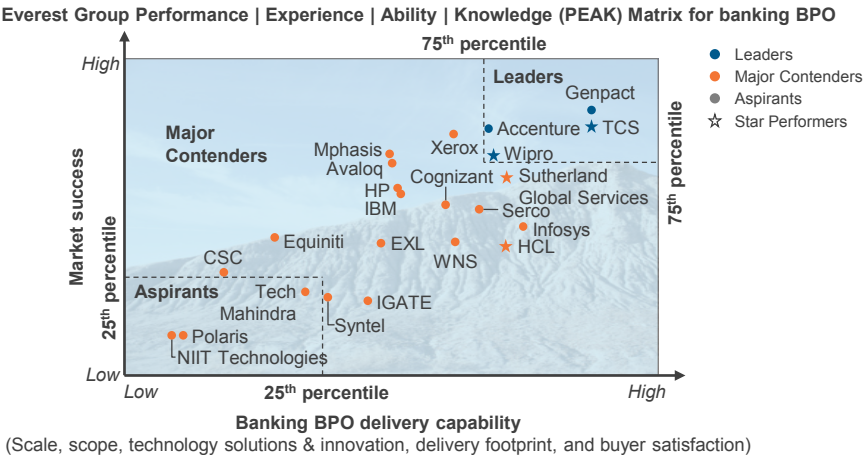 Everest Group Performance | Experience | Ability | Knowledge (PEAK) Matrix for banking BPO
75th percentile
High
Leaders
Major
Contenders
Genpact
Accenture
TCS
Xerox
Wipro
Mphasis
Avaloq
HP
IBM
Cognizant
Sutherland
Global Services
Serco
Infosys
HCL
Equiniti
EXL
WNS
CSC
Aspirants
Tech
Mahindra
IGATE
Syntel
Polaris
NIIT Technologies
Market success
25th percentile
75th percentile
Low
Low
25th percentile
High
Banking BPO delivery capability
(Scale, scope, technology solutions & innovation, delivery footprint, and buyer satisfaction)
Leaders
Major Contenders
Aspirants
Star Performers